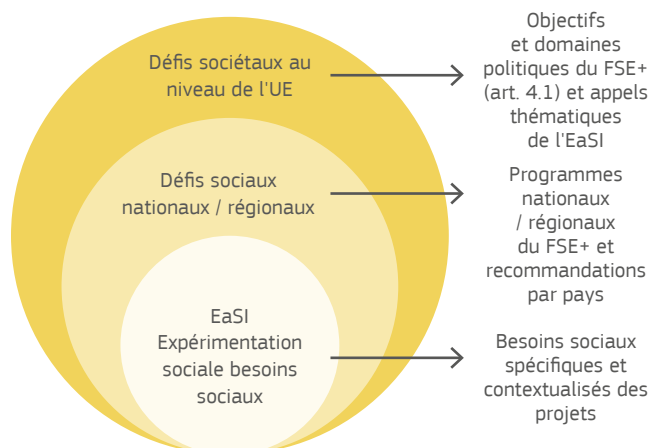 Défis sociétaux au
niveau de l'UE
Objectifs
et domaines
politiques du FSE+
(art. 4.1) et appels
thématiques
de l'EaSI
Défis sociaux
nationaux / régionaux
Programmes
nationaux
/ régionaux
du FSE+ et
recommandations
par pays
EaSI
Expérimentation
sociale besoins
sociaux
Besoins sociaux
spécifiques et
contextualisés des
projets